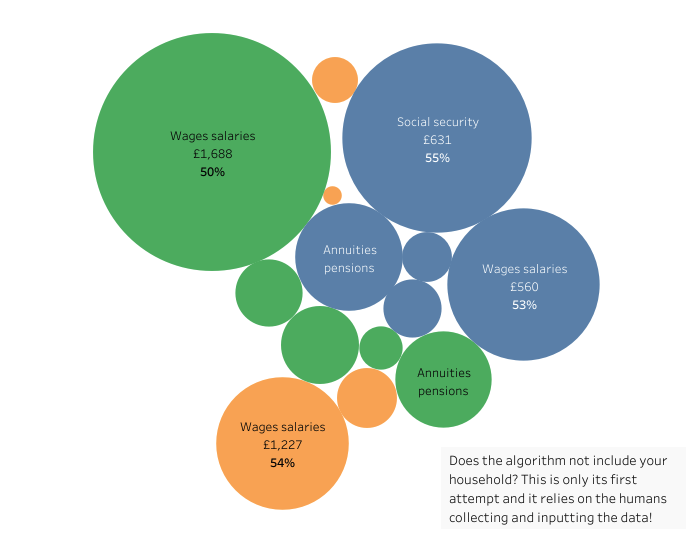 Wages salaries
£1,688
50%
Social security
£631
55%
Annuities
pensions
Wages salaries
£560
53%
Annuities
pensions
Wages salaries
£1,227
54%
Does the algorithm not include your
household? This is only its first
attempt and it relies on the humans
collecting and inputting the data!